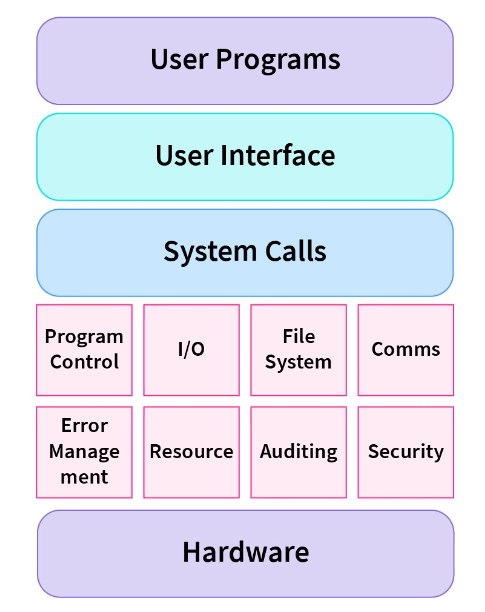 User Programs
User Interface
System Calls
Program
Control
I/O
File
System
Comms
Error
Manage
ment
Resource
Auditing
Security
Hardware